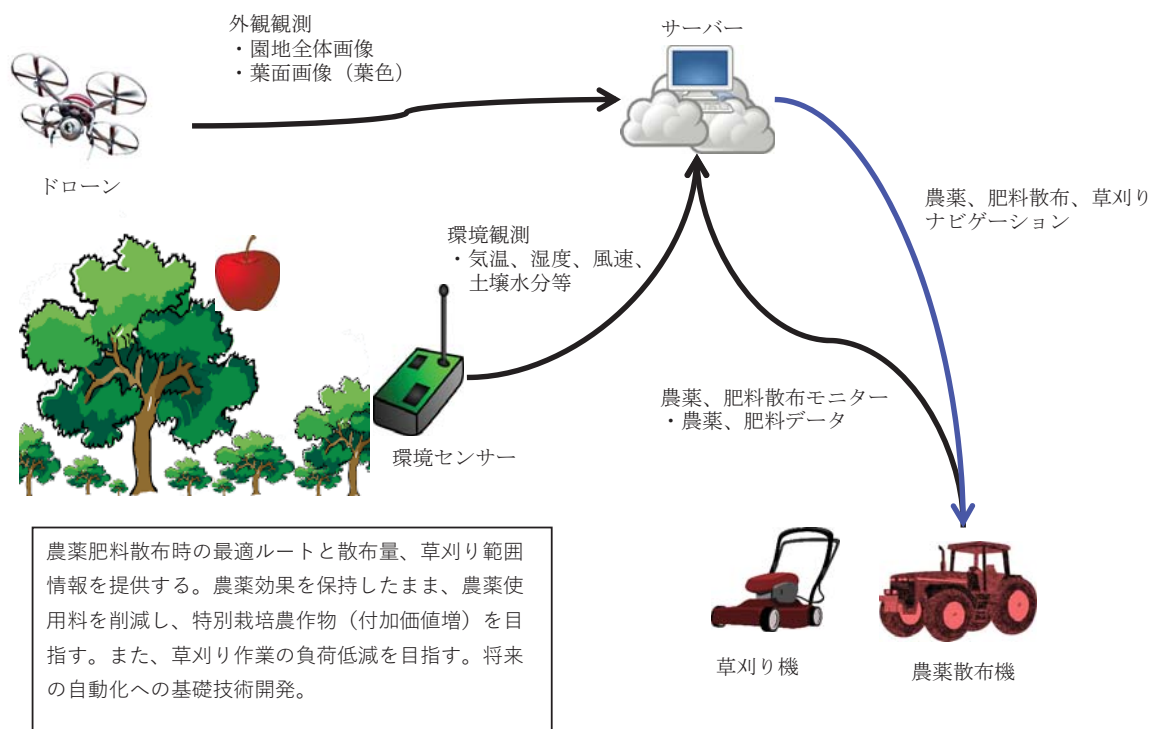 外観観測
・園地全体画像
・葉面画像（葉色）
サーバー
ドローン
農薬、肥料散布、草刈り
ナビゲーション
環境観測
・気温、湿度、風速、
土壌水分等
農薬、肥料散布モニター
・農薬、肥料データ
環境センサー
農薬肥料散布時の最適ルートと散布量、草刈り範囲
情報を提供する。農薬効果を保持したまま、農薬使
用料を削減し、特別栽培農作物（付加価値増）を目
指す。また、草刈り作業の負荷低減を目指す。将来
の自動化への基礎技術開発。
草刈り機
農薬散布機